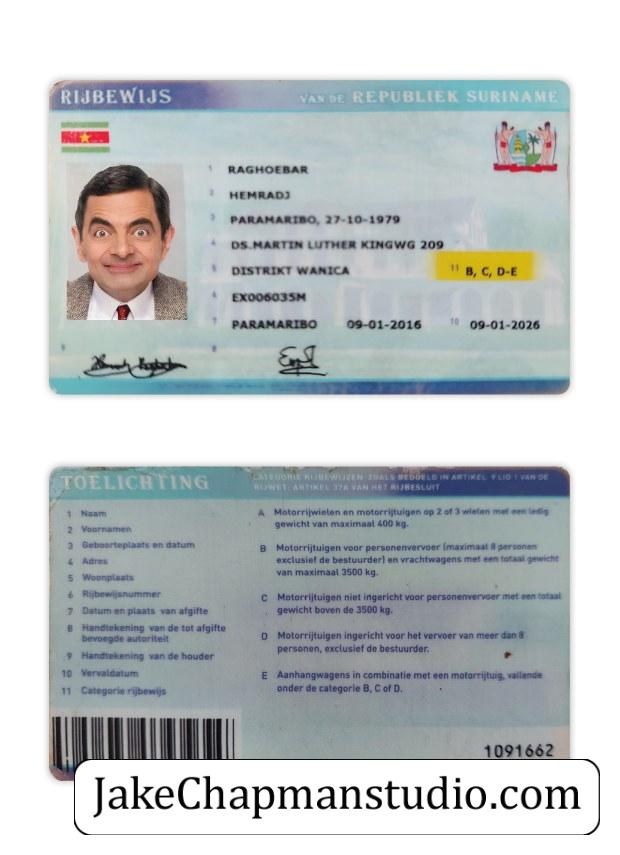 RIJBEWIJS
VAN DE REPUBLIEK SURINAME
1 RAGHOEBAR
2 HEMRADJ
3 PARAMARIBO, 27-10-1979
4 DS.MARTIN LUTHER KINGWG 209
5 DISTRIKT WANICA
11 B, C, D-E
6 EX006035M
7 PARAMARIBO 09-01-2016 10 09-01-2026
9
8
TOELICHTING
CATEGORIE RIJBEWIJZEN: ZOALS BEDOELD IN ARTIKEL 9 LID 1 VAN DE
RIJWET; ARTIKEL 37A VAN HET RIJBESLUIT
1 Naam
2 Voornamen
3 Geboorteplaats en datum
4 Adres
5 Woonplaats
6 Rijbewijsnummer
7 Datum en plaats van afgifte
8 Handtekening van de tot afgifte
bevoegde autoriteit
9 Handtekening van de houder
10 Vervaldatum
11 Categorie rijbewijs
A Motorrijwielen en motorrijtuigen op 2 of 3 wielen met een ledig
gewicht van maximaal 400 kg.
B Motorrijtuigen voor personenvervoer (maximaal 8 personen
exclusief de bestuurder) en vrachtwagens met een totaal gewicht
van maximaal 3500 kg.
C Motorrijtuigen niet ingericht voor personenvervoer met een totaal
gewicht boven de 3500 kg.
D Motorrijtuigen ingericht voor het vervoer van meer dan 8
personen, exclusief de bestuurder.
E Aanhangwagens in combinatie met een motorrijtuig, vallende
onder de categorie B, C of D.
1091662
JakeChapmanstudio.com